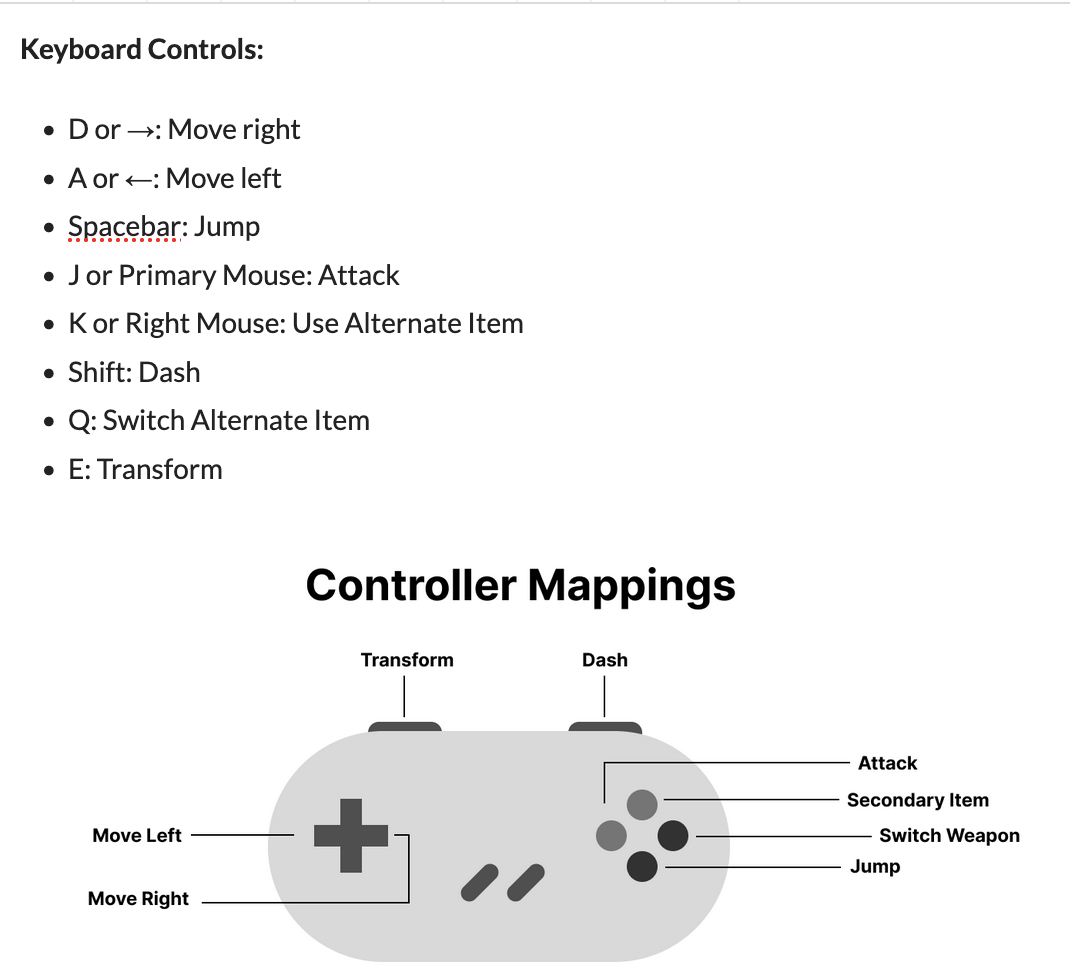 Keyboard Controls:
D or →: Move right
A or ←: Move left
Spacebar: Jump
J or Primary Mouse: Attack
K or Right Mouse: Use Alternate Item
Shift: Dash
Q: Switch Alternate Item
E: Transform
Controller Mappings
Transform
Dash
Attack
Secondary Item
Move Left
Switch Weapon
Jump
Move Right